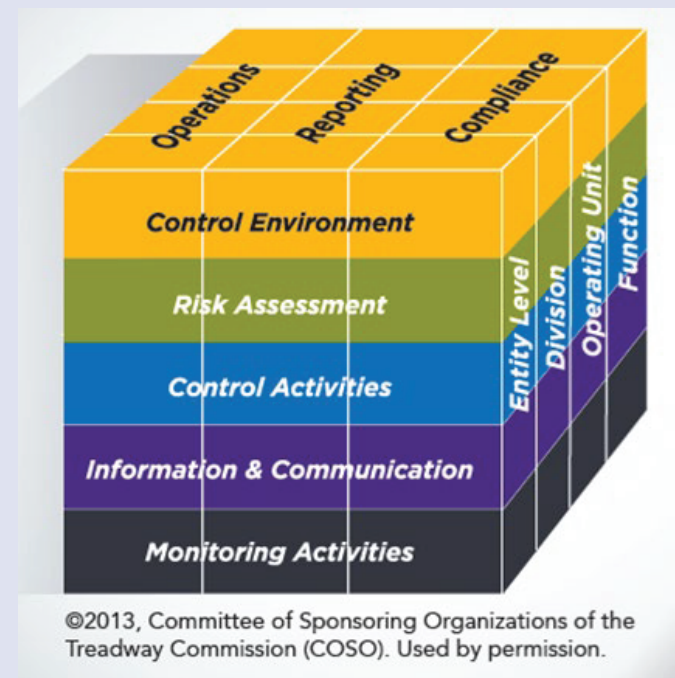 Operations
Reporting
Compliance
Control Environment
Risk Assessment
Control Activities
Information & Communication
Monitoring Activities
Entity Level
Division
Operating Unit
Function
©2013, Committee of Sponsoring Organizations of the
Treadway Commission (COSO). Used by permission.